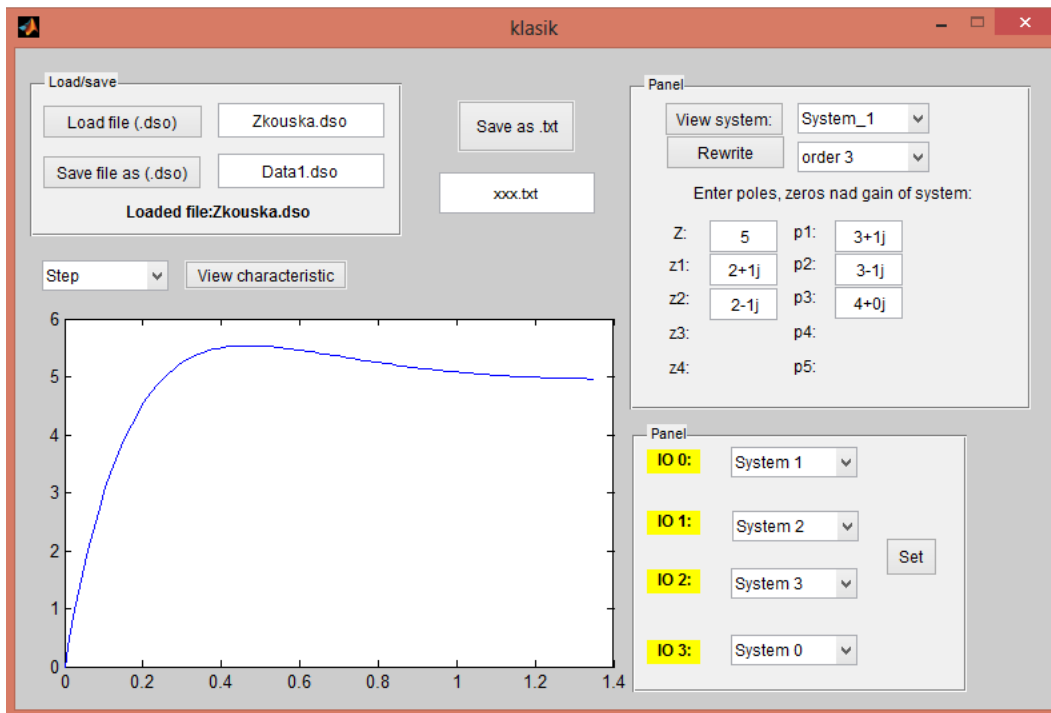 klasik
Load/save
Load file (.dso) Zkouska.dso
Save file as (.dso) Data1.dso
Loaded file:Zkouska.dso
Save as .txt
xxx.txt
Panel
View system: System_1
Rewrite order 3
Enter poles, zeros nad gain of system:
Z: 5 p1: 3+1j
z1: 2+1j p2: 3-1j
z2: 2-1j p3: 4+0j
z3: p4:
z4: p5:
Step View characteristic
6
5
4
3
2
1
0
0 0.2 0.4 0.6 0.8 1 1.2 1.4
Panel
IO 0: System 1
IO 1: System 2
IO 2: System 3
IO 3: System 0
Set